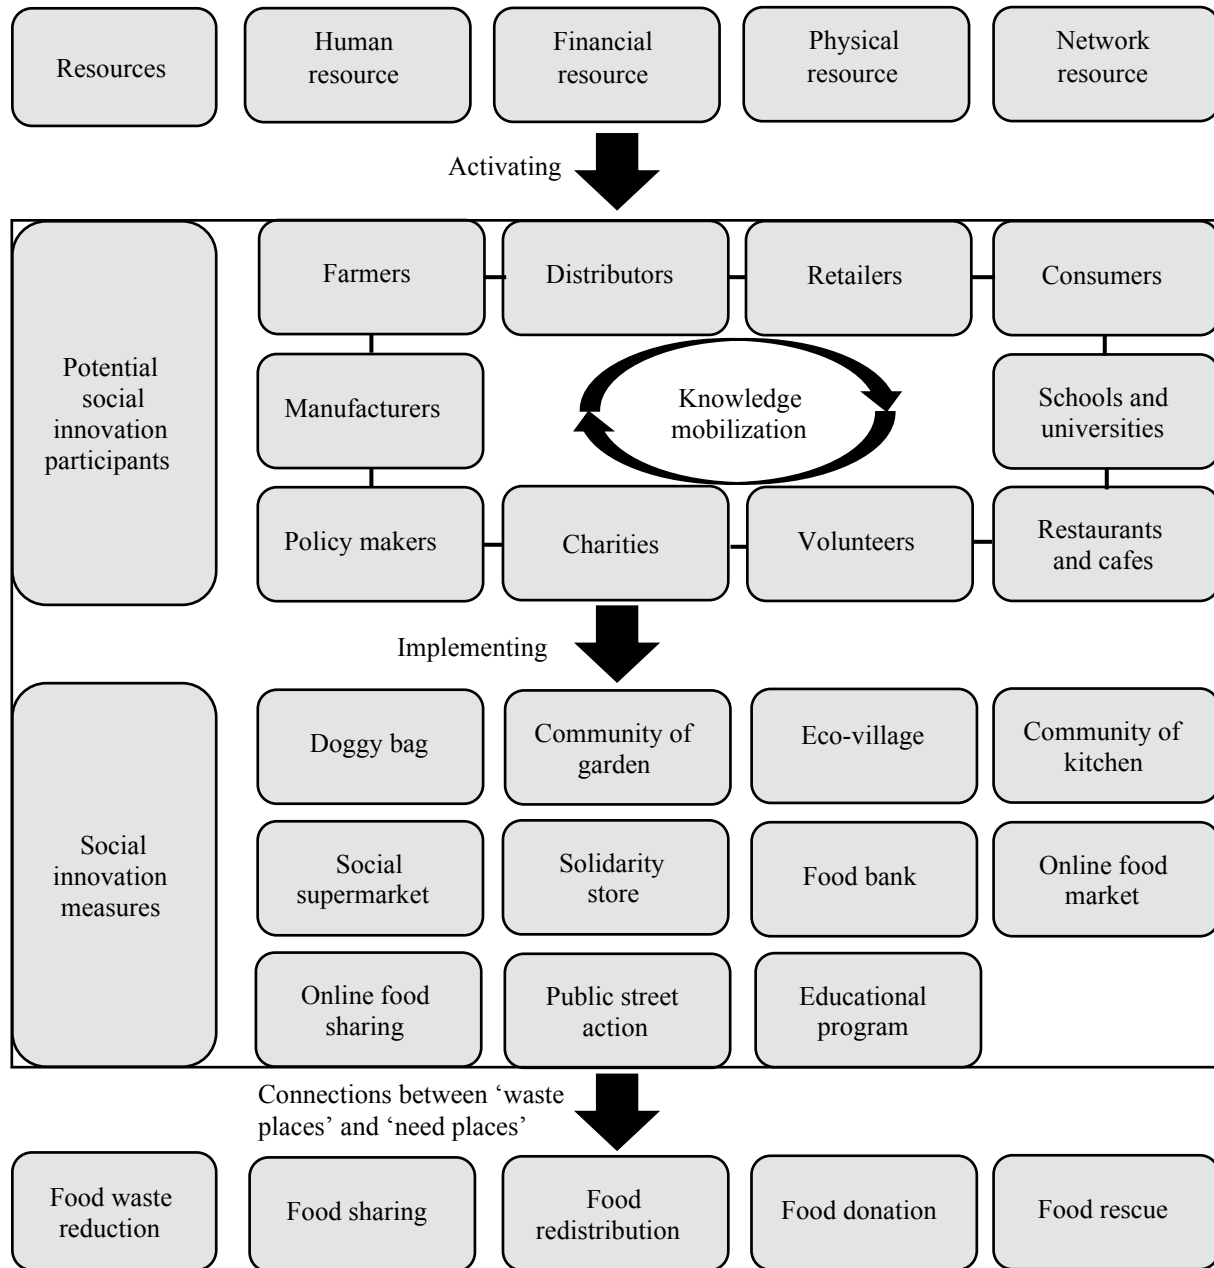 Resources
Human
resource
Financial
resource
Physical
resource
Network
resource
Activating
Potential
social
innovation
participants
Farmers
Distributors
Retailers
Consumers
Manufacturers
Knowledge
mobilization
Schools and
universities
Policy makers
Charities
Volunteers
Restaurants
and cafes
Implementing
Social
innovation
measures
Doggy bag
Community of
garden
Eco-village
Community of
kitchen
Social
supermarket
Solidarity
store
Food bank
Online food
market
Online food
sharing
Public street
action
Educational
program
Connections between ‘waste
places’ and ‘need places’
Food waste
reduction
Food sharing
Food
redistribution
Food donation
Food rescue